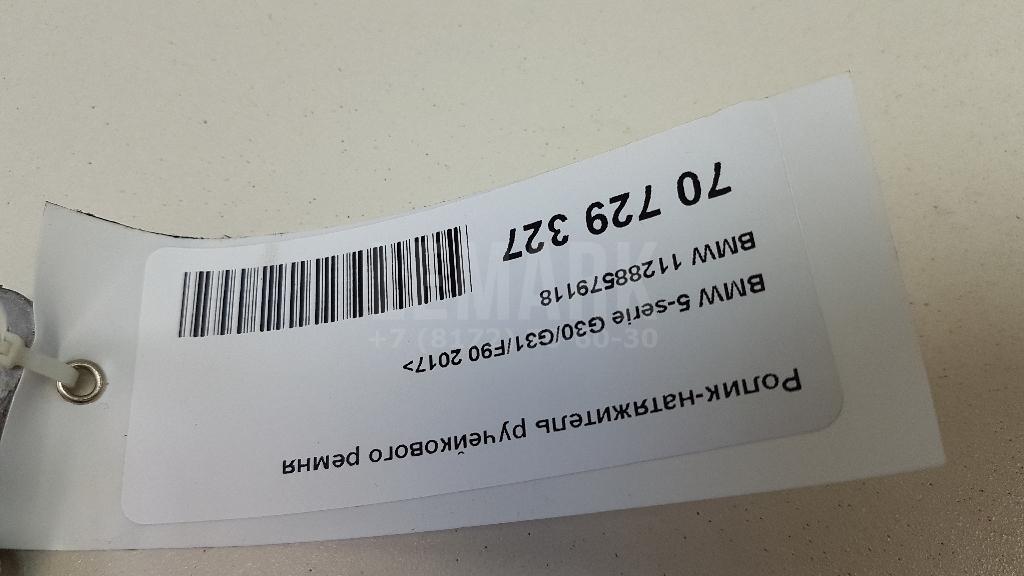 Ролик-натяжитель ручейкового ремня
BMW 5-serie G30/G31/F90 2017>
BMW 11288579118
70 729 327